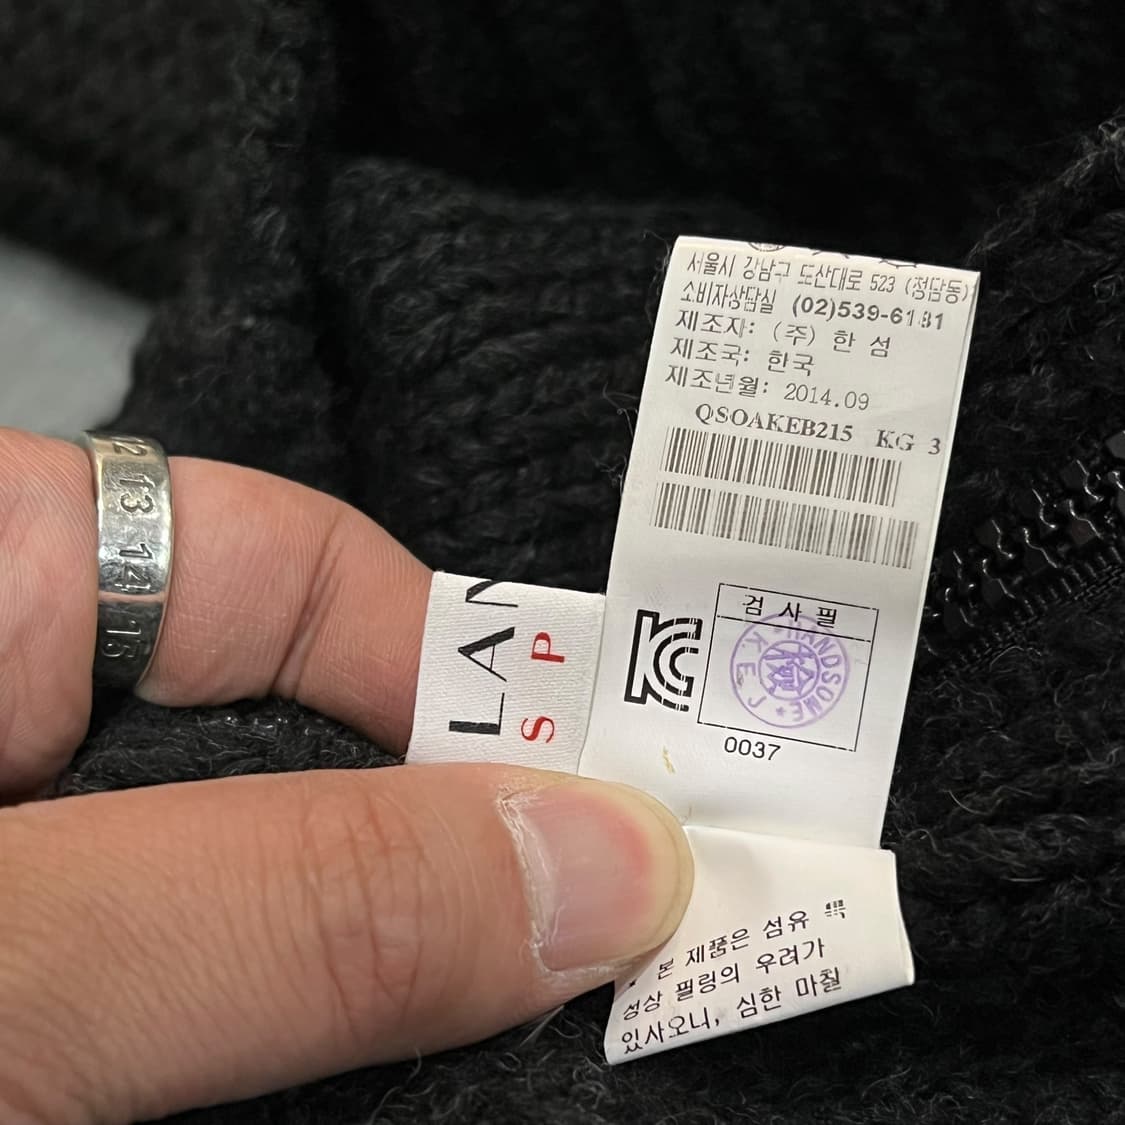 서울시 강남구 도산대로 523 (청담동)
소비자상담실 (02)539-6181
제조자: (주) 한 섬
제조국: 한국
제조년월: 2014.09
QSOAKEB215 KG 3
검 사 필
HANDSOME
K.E.J
檢
KC
0037
본 제품은 섬유
성상 필링의 우려가
있사오니, 심한 마찰
LAN
S P
12 13 14 15